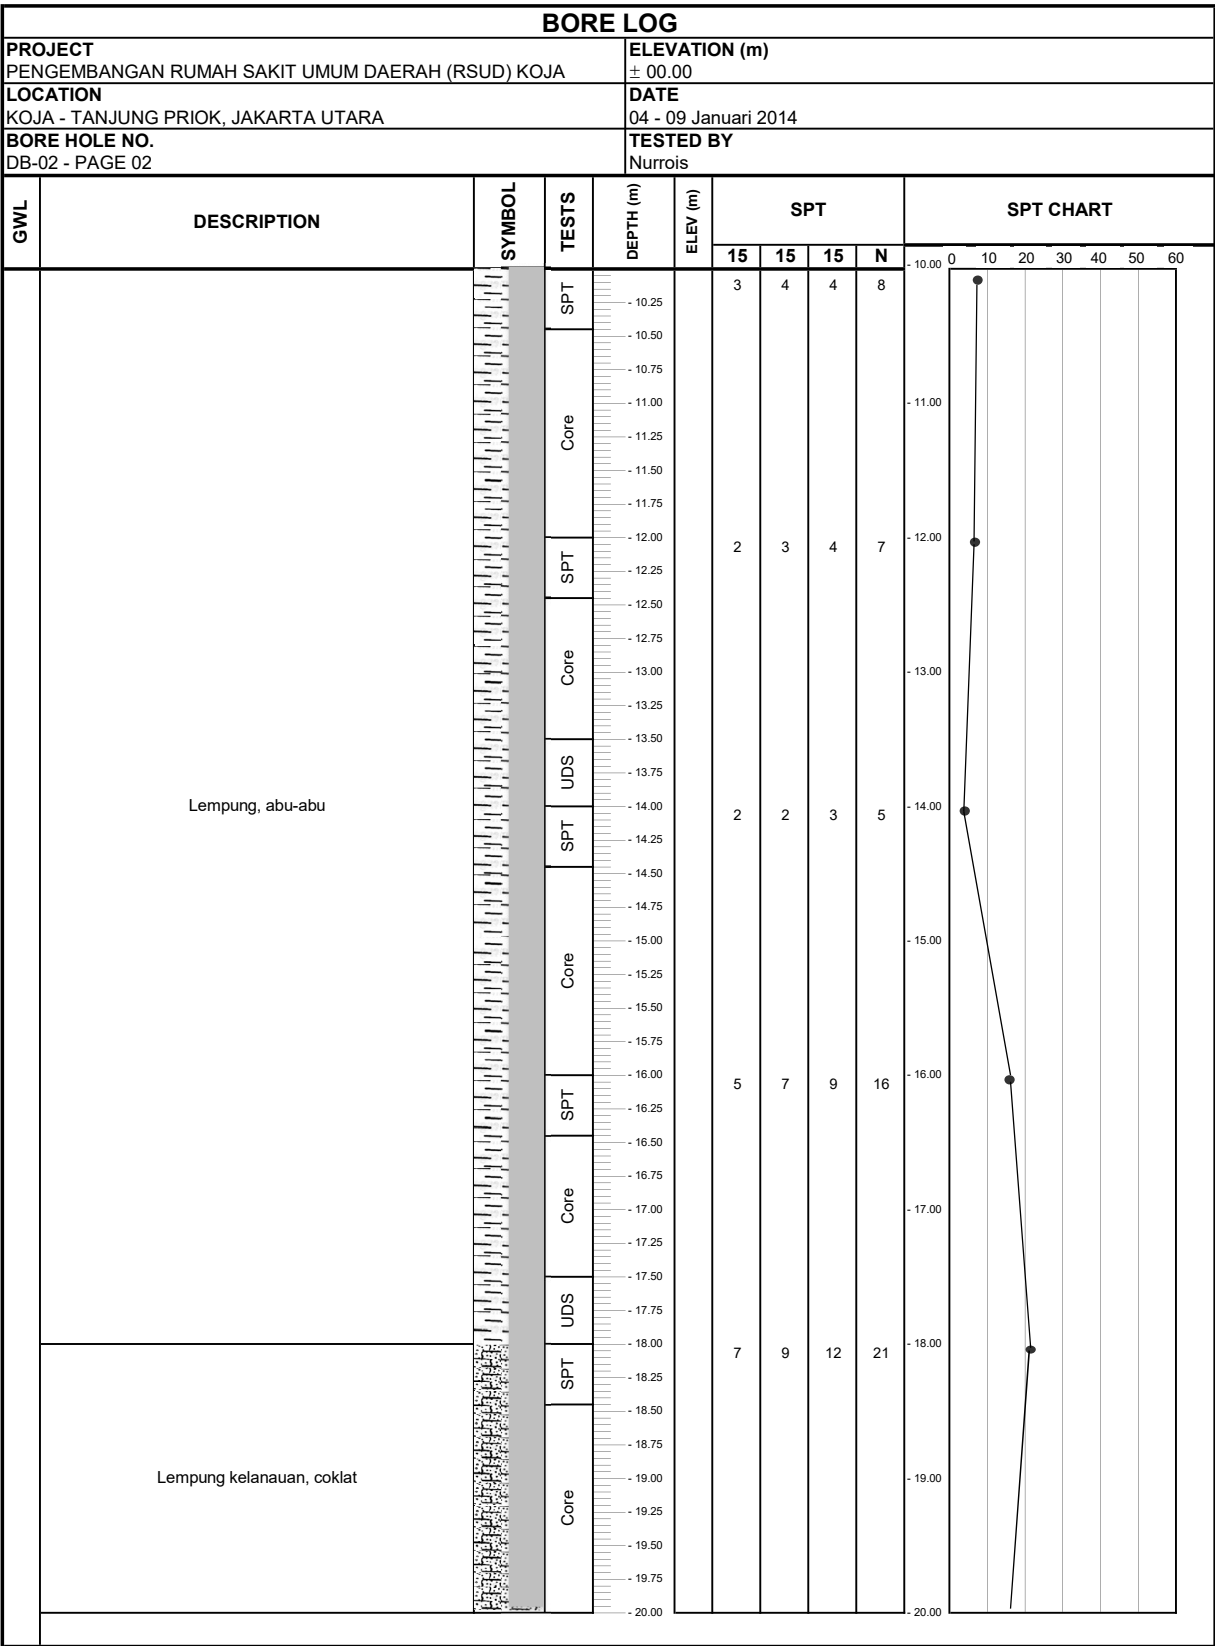 BORE LOG
PROJECT
PENGEMBANGAN RUMAH SAKIT UMUM DAERAH (RSUD) KOJA
ELEVATION (m)
± 00.00
LOCATION
KOJA - TANJUNG PRIOK, JAKARTA UTARA
DATE
04 - 09 Januari 2014
BORE HOLE NO.
DB-02 - PAGE 02
TESTED BY
Nurrois
GWL
DESCRIPTION
SYMBOL
TESTS
DEPTH (m)
ELEV (m)
SPT
SPT CHART
15 15 15 N
- 10.00
0 10 20 30 40 50 60
SPT
3 4 4 8
- 10.25
- 10.50
- 10.75
- 11.00
- 11.00
- 11.25
Core
- 11.50
- 11.75
- 12.00
- 12.00
2 3 4 7
SPT
- 12.25
- 12.50
- 12.75
Core
- 13.00
- 13.00
- 13.25
- 13.50
UDS
- 13.75
Lempung, abu-abu
- 14.00
- 14.00
2 2 3 5
SPT
- 14.25
- 14.50
- 14.75
- 15.00
- 15.00
Core
- 15.25
- 15.50
- 15.75
- 16.00
- 16.00
5 7 9 16
SPT
- 16.25
- 16.50
- 16.75
Core
- 17.00
- 17.00
- 17.25
- 17.50
UDS
- 17.75
- 18.00
- 18.00
7 9 12 21
SPT
- 18.25
- 18.50
- 18.75
Lempung kelanauan, coklat
- 19.00
- 19.00
Core
- 19.25
- 19.50
- 19.75
- 20.00
- 20.00